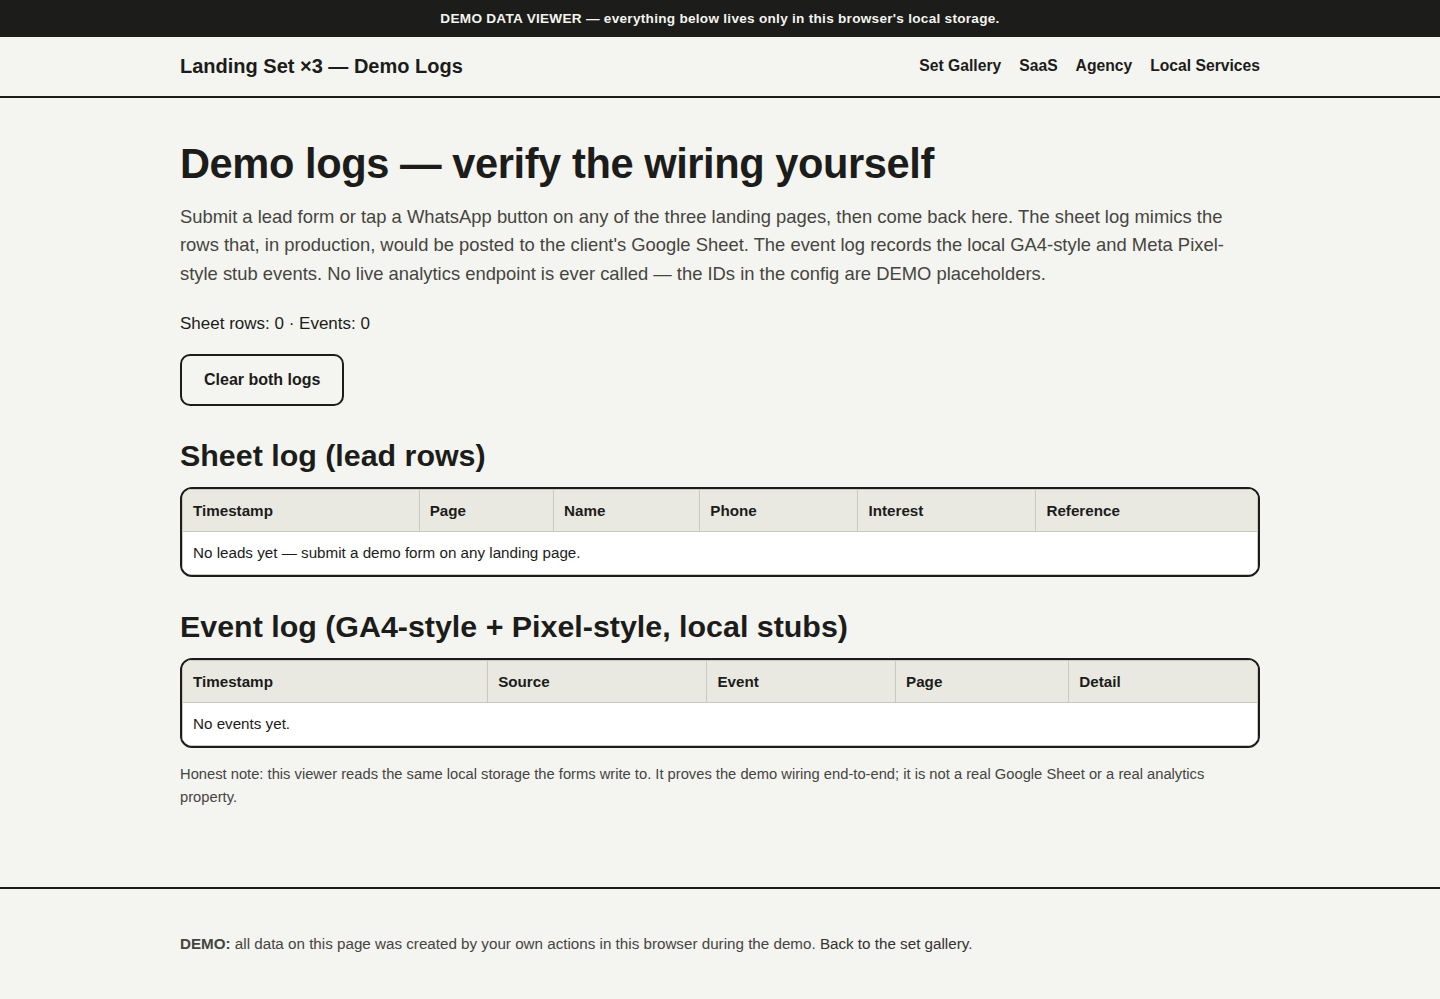 DEMO DATA VIEWER — everything below lives only in this browser's local storage.
Landing Set ×3 — Demo Logs
Set Gallery SaaS Agency Local Services
Demo logs — verify the wiring yourself
Submit a lead form or tap a WhatsApp button on any of the three landing pages, then come back here. The sheet log mimics the
rows that, in production, would be posted to the client's Google Sheet. The event log records the local GA4-style and Meta Pixel-
style stub events. No live analytics endpoint is ever called — the IDs in the config are DEMO placeholders.
Sheet rows: 0 · Events: 0
Clear both logs
Sheet log (lead rows)
Timestamp Page Name Phone Interest Reference
No leads yet — submit a demo form on any landing page.
Event log (GA4-style + Pixel-style, local stubs)
Timestamp Source Event Page Detail
No events yet.
Honest note: this viewer reads the same local storage the forms write to. It proves the demo wiring end-to-end; it is not a real Google Sheet or a real analytics
property.
DEMO: all data on this page was created by your own actions in this browser during the demo. Back to the set gallery.